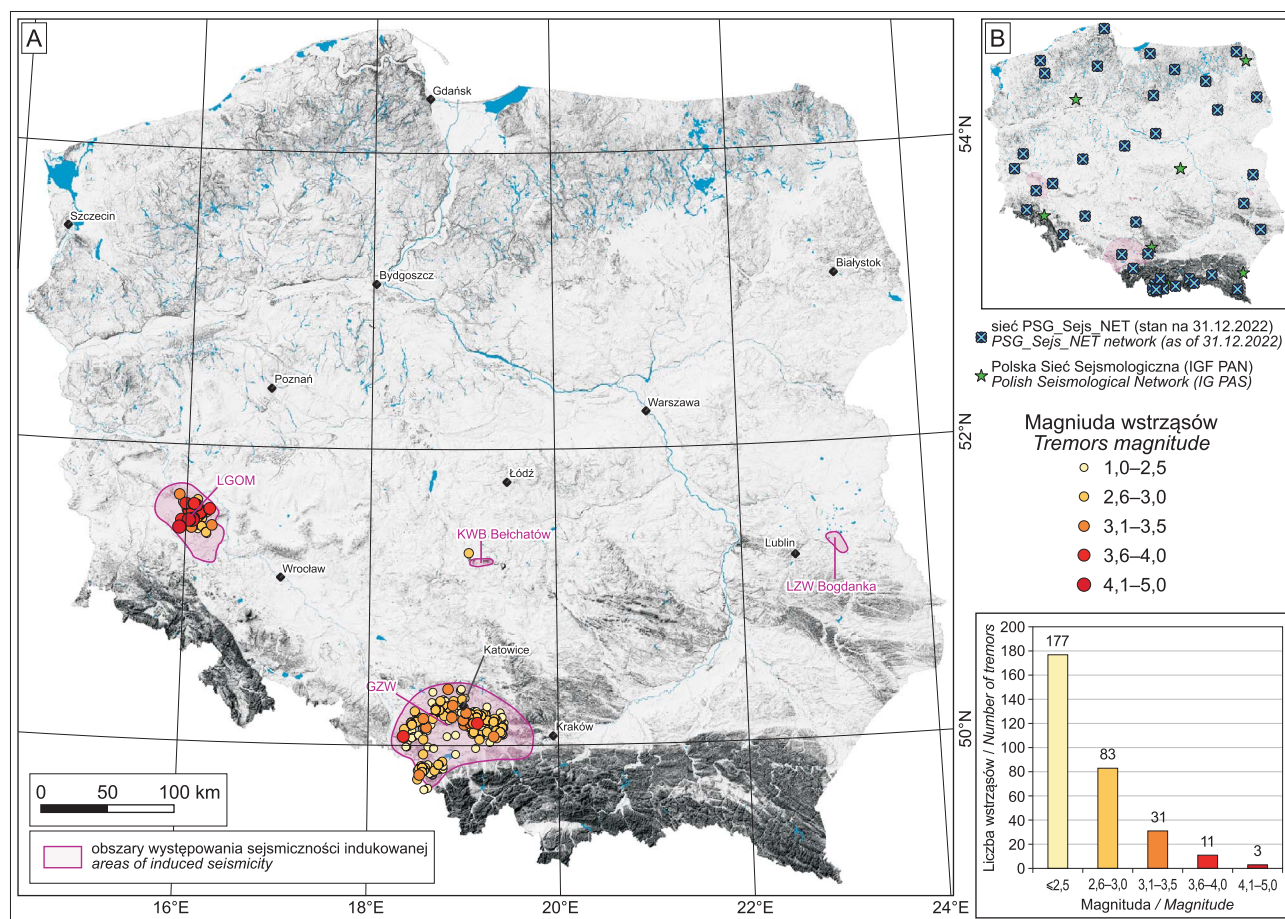 A
Gdańsk
54°N
Szczecin
Białystok
Bydgoszcz
Poznań
Warszawa
52°N
LGOM
Łódź
KWB Bełchatów
Lublin
Wrocław
LZW Bogdanka
Katowice
GZW
Kraków
50°N
0 50 100 km
obszary występowania sejsmiczności indukowanej
areas of induced seismicity
16°E 18°E 20°E 22°E 24°E
B
sieć PSG_Sejs_NET (stan na 31.12.2022)
PSG_Sejs_NET network (as of 31.12.2022)
Polska Sieć Sejsmologiczna (IGF PAN)
Polish Seismological Network (IG PAS)
Magniuda wstrząsów
Tremors magnitude
1,0–2,5
2,6–3,0
3,1–3,5
3,6–4,0
4,1–5,0
Liczba wstrząsów / Number of tremors
200
180
160
140
120
100
80
60
40
20
0
177
83
31
11
3
≤2,5 2,6–3,0 3,1–3,5 3,6–4,0 4,1–5,0
Magnituda / Magnitude